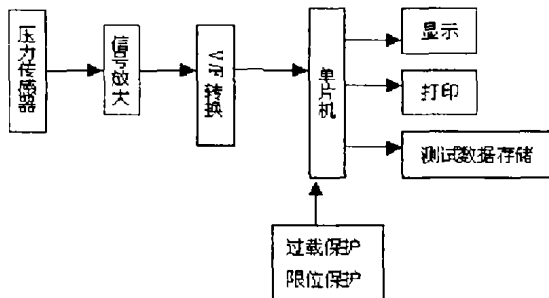 压力传感器
信号放大
V/F转换
单片机
显示
打印
测试数据存储
过载保护
限位保护